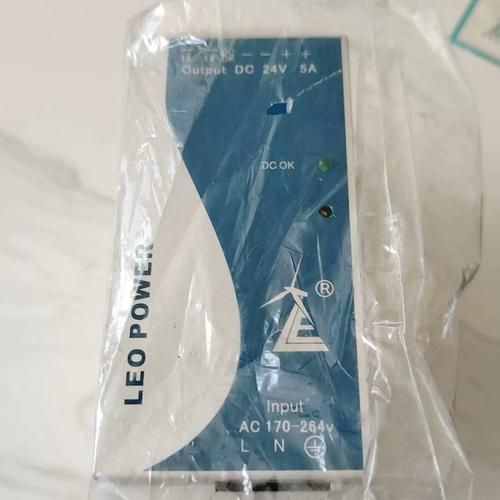 - - + +
Output DC 24V 5A
DC OK
®
LEO POWER
Input
AC 170-264v
L N